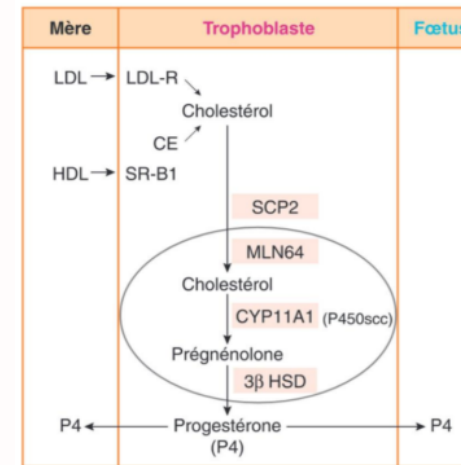 Mère Trophoblaste Fœtus
LDL → LDL-R
Cholestérol
CE
HDL → SR-B1
SCP2
MLN64
Cholestérol
CYP11A1 (P450scc)
Prégnénolone
3β HSD
P4 ← Progestérone → P4
(P4)